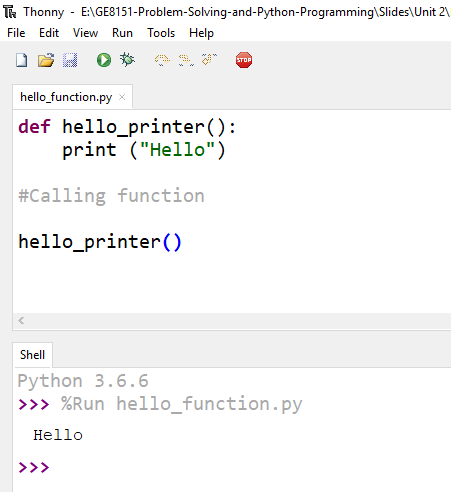 Thonny - E:\GE8151-Problem-Solving-and-Python-Programming\Slides\Unit 2\
File Edit View Run Tools Help
STOP
hello_function.py ×
def hello_printer():
    print ("Hello")
#Calling function
hello_printer()
Shell
Python 3.6.6
>>> %Run hello_function.py
Hello
>>>